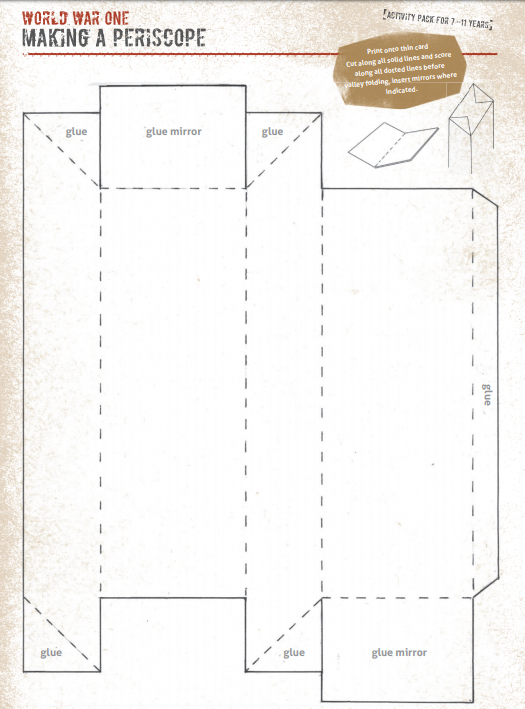 WORLD WAR ONE
MAKING A PERISCOPE
[ACTIVITY PACK FOR 7-11 YEARS]
Print onto thin card
Cut along all solid lines and score
along all dotted lines before
valley folding, insert mirrors where
indicated.
glue
glue mirror
glue
glue
glue
glue
glue mirror